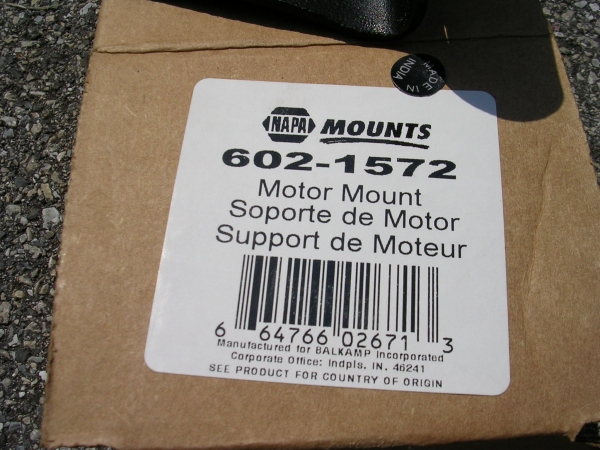 MADE IN
INDIA
NAPA MOUNTS
602-1572
Motor Mount
Soporte de Motor
Support de Moteur
6 64766 02671 3
Manufactured for BALKAMP Incorporated
Corporate Office: Indpls, IN. 46241
SEE PRODUCT FOR COUNTRY OF ORIGIN